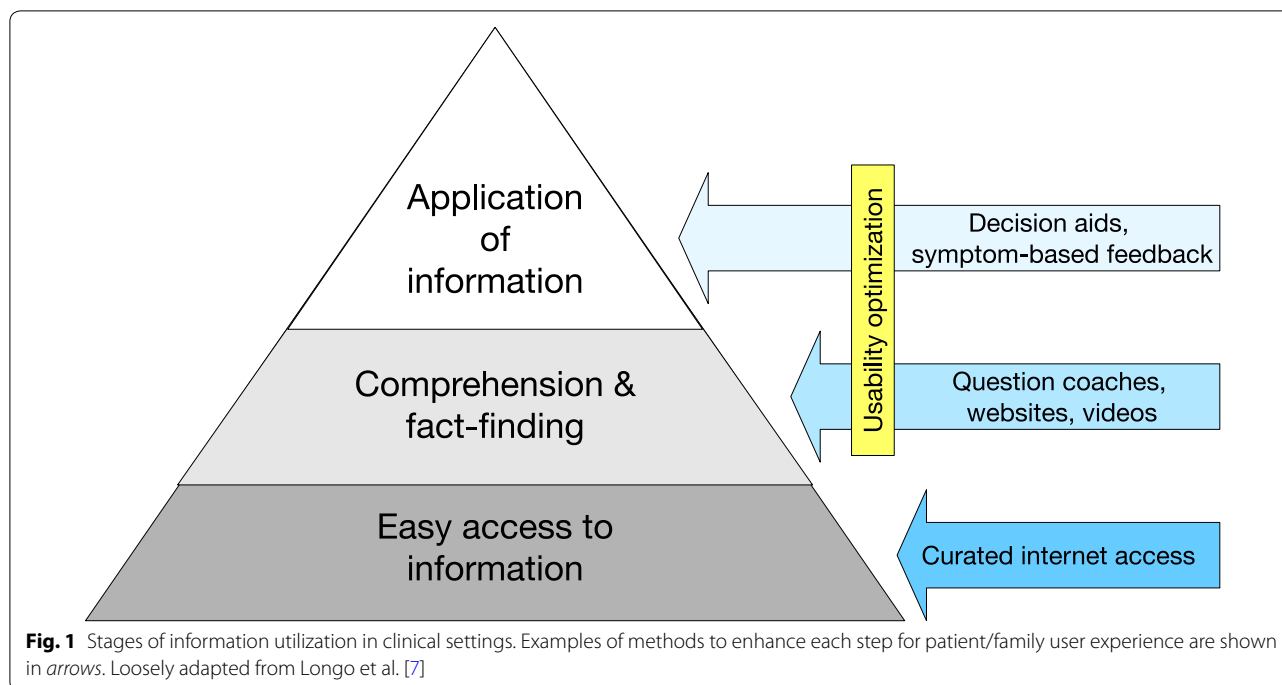 Application
of
information
Decision aids,
symptom-based feedback
Usability optimization
Comprehension &
fact-finding
Question coaches,
websites, videos
Easy access to
information
Curated internet access
Fig. 1 Stages of information utilization in clinical settings. Examples of methods to enhance each step for patient/family user experience are shown
in arrows. Loosely adapted from Longo et al. [7]